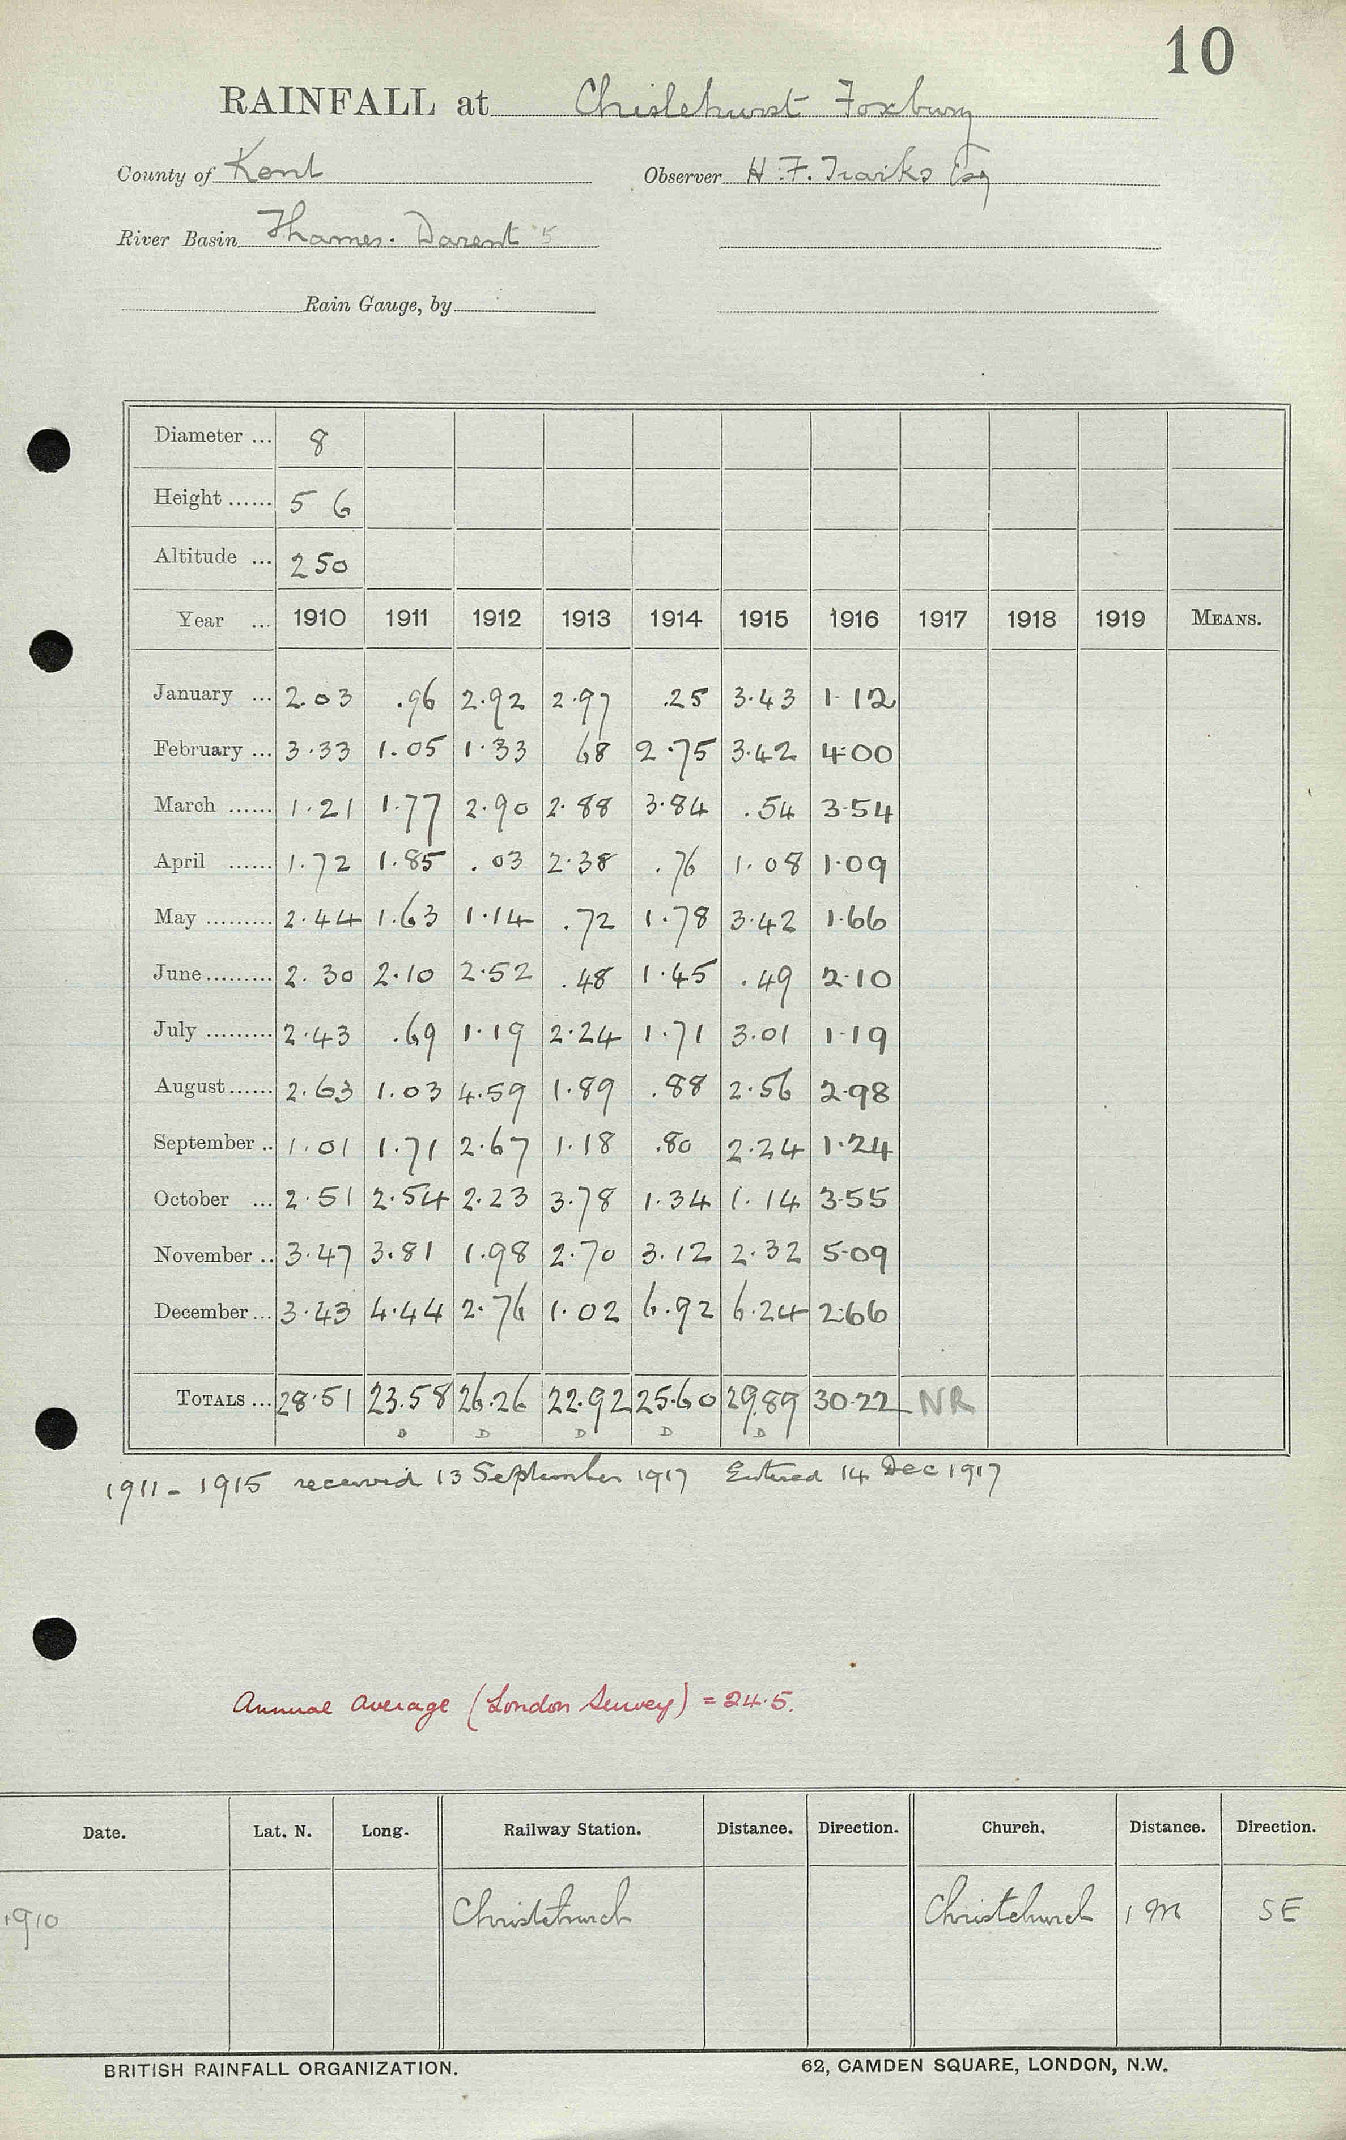 10
RAINFALL at Chislehurst Foxbury
County of Kent Observer H. F. Tiarks Esq
River Basin Thames. Darent 5
Rain Gauge, by
Diameter ... 8
Height ...... 5 6
Altitude ... 250
Year ... 1910 1911 1912 1913 1914 1915 1916 1917 1918 1919 MEANS.
January ... 2.03 .96 2.92 2.97 .25 3.43 1.12
February ... 3.33 1.05 1.33 68 2.75 3.42 4.00
March ...... 1.21 1.77 2.90 2.88 3.84 .54 3.54
April ...... 1.72 1.85 .03 2.38 .76 1.08 1.09
May ......... 2.44 1.63 1.14 .72 1.78 3.42 1.66
June ......... 2.30 2.10 2.52 .48 1.45 .49 2.10
July ......... 2.43 .69 1.19 2.24 1.71 3.01 1.19
August ...... 2.63 1.03 4.59 1.89 .88 2.56 2.98
September .. 1.01 1.71 2.67 1.18 .80 2.24 1.24
October ... 2.51 2.54 2.23 3.78 1.34 1.14 3.55
November .. 3.47 3.81 1.98 2.70 3.12 2.32 5.09
December ... 3.43 4.44 2.76 1.02 6.92 6.24 2.66
TOTALS ... 28.51 23.58 26.26 22.92 25.60 29.89 30.22 NR
D D D D D
1911 - 1915 received 13 September 1917 Entered 14 Dec 1917
Annual average (London Survey) = 24.5.
Date. Lat. N. Long. Railway Station. Distance. Direction. Church. Distance. Direction.
1910 Christchurch Christchurch 1 m SE
BRITISH RAINFALL ORGANIZATION. 62, CAMDEN SQUARE, LONDON, N.W.